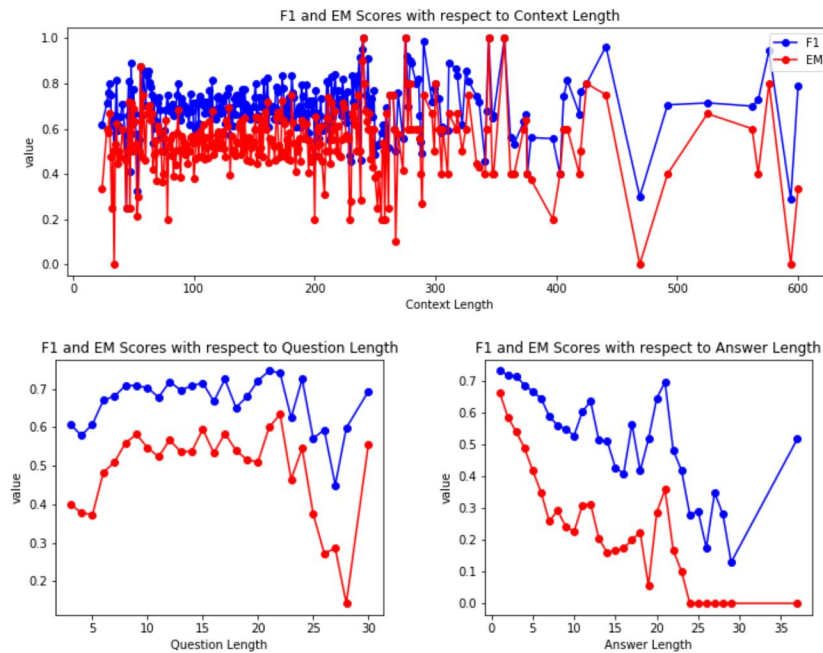 F1 and EM Scores with respect to Context Length
F1
EM
value
1.0
0.8
0.6
0.4
0.2
0.0
0 100 200 300 400 500 600
Context Length
F1 and EM Scores with respect to Question Length
value
0.7
0.6
0.5
0.4
0.3
0.2
5 10 15 20 25 30
Question Length
F1 and EM Scores with respect to Answer Length
value
0.7
0.6
0.5
0.4
0.3
0.2
0.1
0.0
0 5 10 15 20 25 30 35
Answer Length